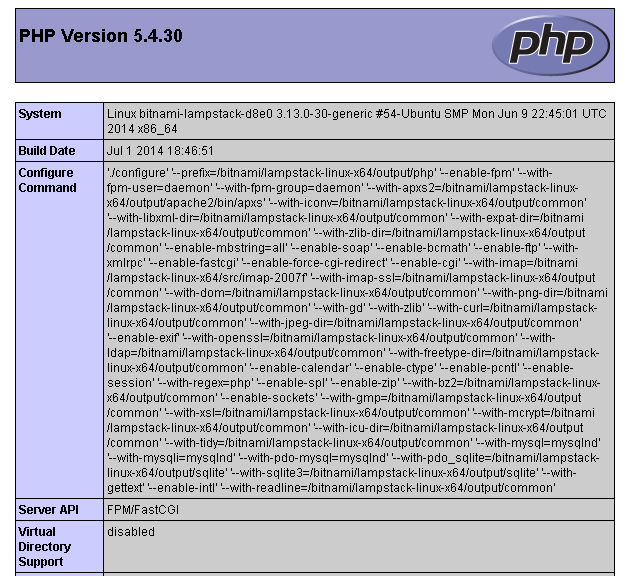 PHP Version 5.4.30
php
System
Linux bitnami-lampstack-d8e0 3.13.0-30-generic #54-Ubuntu SMP Mon Jun 9 22:45:01 UTC
2014 x86_64
Build Date
Jul 1 2014 18:46:51
Configure
Command
'./configure' '--prefix=/bitnami/lampstack-linux-x64/output/php' '--enable-fpm' '--with-
fpm-user=daemon' '--with-fpm-group=daemon' '--with-apxs2=/bitnami/lampstack-linux-
x64/output/apache2/bin/apxs' '--with-iconv=/bitnami/lampstack-linux-x64/output/common'
'--with-libxml-dir=/bitnami/lampstack-linux-x64/output/common' '--with-expat-dir=/bitnami
/lampstack-linux-x64/output/common' '--with-zlib-dir=/bitnami/lampstack-linux-x64/output
/common' '--enable-mbstring=all' '--enable-soap' '--enable-bcmath' '--enable-ftp' '--with-
xmlrpc' '--enable-fastcgi' '--enable-force-cgi-redirect' '--enable-cgi' '--with-imap=/bitnami
/lampstack-linux-x64/src/imap-2007f' '--with-imap-ssl=/bitnami/lampstack-linux-x64/output
/common' '--with-dom=/bitnami/lampstack-linux-x64/output/common' '--with-png-dir=/bitnami
/lampstack-linux-x64/output/common' '--with-gd' '--with-zlib' '--with-curl=/bitnami/lampstack-
linux-x64/output/common' '--with-jpeg-dir=/bitnami/lampstack-linux-x64/output/common'
'--enable-exif' '--with-openssl=/bitnami/lampstack-linux-x64/output/common' '--with-
ldap=/bitnami/lampstack-linux-x64/output/common' '--with-freetype-dir=/bitnami/lampstack-
linux-x64/output/common' '--enable-calendar' '--enable-ctype' '--enable-pcntl' '--enable-
session' '--with-regex=php' '--enable-spl' '--enable-zip' '--with-bz2=/bitnami/lampstack-linux-
x64/output/common' '--enable-sockets' '--with-gmp=/bitnami/lampstack-linux-x64/output
/common' '--with-xsl=/bitnami/lampstack-linux-x64/output/common' '--with-mcrypt=/bitnami
/lampstack-linux-x64/output/common' '--with-icu-dir=/bitnami/lampstack-linux-x64/output
/common' '--with-tidy=/bitnami/lampstack-linux-x64/output/common' '--with-mysql=mysqlnd'
'--with-mysqli=mysqlnd' '--with-pdo-mysql=mysqlnd' '--with-pdo_sqlite=/bitnami/lampstack-
linux-x64/output/sqlite' '--with-sqlite3=/bitnami/lampstack-linux-x64/output/sqlite' '--with-
gettext' '--enable-intl' '--with-readline=/bitnami/lampstack-linux-x64/output/common'
Server API
FPM/FastCGI
Virtual
Directory
Support
disabled